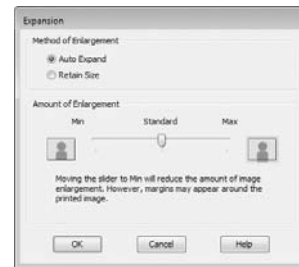 Expansion
Method of Enlargement
Auto Expand
Retain Size
Amount of Enlargement
Min Standard Max
Moving the slider to Min will reduce the amount of image
enlargement. However, margins may appear around the
printed image.
OK Cancel Help